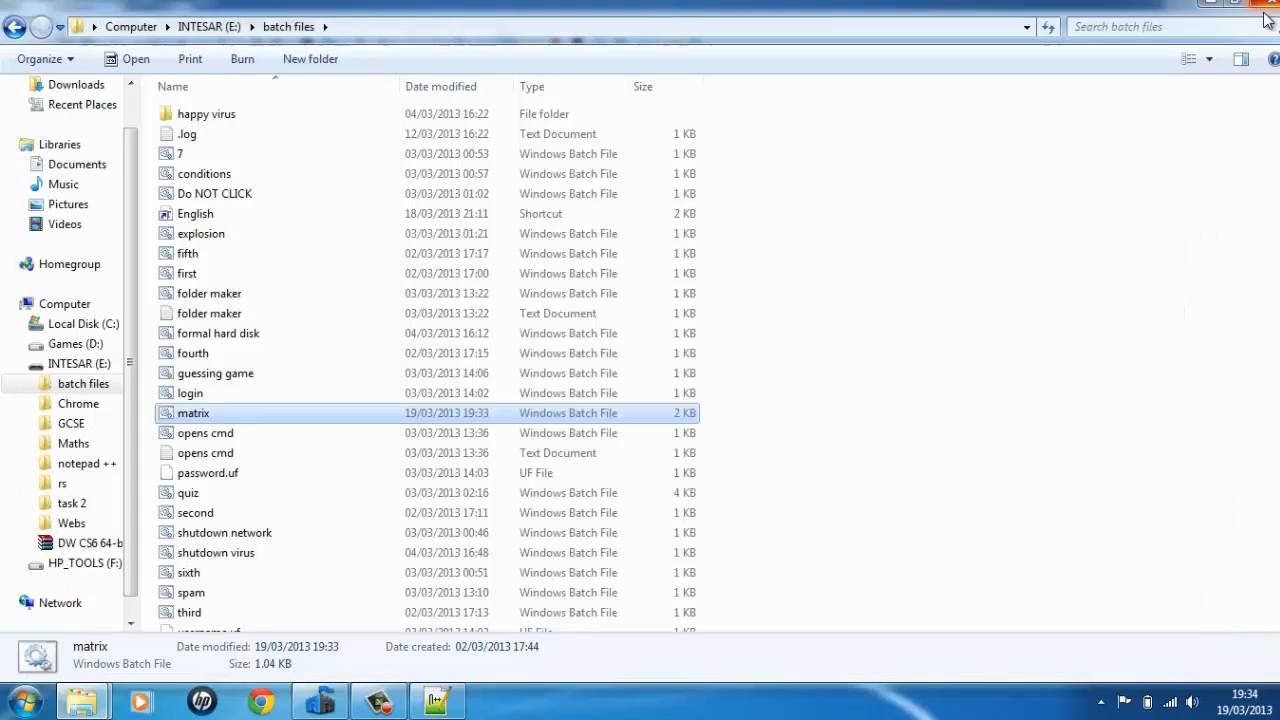 Computer INTESAR (E:) batch files Search batch files
Organize Open Print Burn New folder
Name Date modified Type Size
Downloads
Recent Places
Libraries
Documents
Music
Pictures
Videos
Homegroup
Computer
Local Disk (C:)
Games (D:)
INTESAR (E:)
batch files
Chrome
GCSE
Maths
notepad ++
rs
task 2
Webs
DW CS6 64-b
HP_TOOLS (F:)
Network
happy virus 04/03/2013 16:22 File folder
.log 12/03/2013 16:22 Text Document 1 KB
7 03/03/2013 00:53 Windows Batch File 1 KB
conditions 03/03/2013 00:57 Windows Batch File 1 KB
Do NOT CLICK 03/03/2013 01:02 Windows Batch File 1 KB
English 18/03/2013 21:11 Shortcut 2 KB
explosion 03/03/2013 01:21 Windows Batch File 1 KB
fifth 02/03/2013 17:17 Windows Batch File 1 KB
first 02/03/2013 17:00 Windows Batch File 1 KB
folder maker 03/03/2013 13:22 Windows Batch File 1 KB
folder maker 03/03/2013 13:22 Text Document 1 KB
formal hard disk 04/03/2013 16:12 Windows Batch File 1 KB
fourth 02/03/2013 17:15 Windows Batch File 1 KB
guessing game 03/03/2013 14:06 Windows Batch File 1 KB
login 03/03/2013 14:02 Windows Batch File 1 KB
matrix 19/03/2013 19:33 Windows Batch File 2 KB
opens cmd 03/03/2013 13:36 Windows Batch File 1 KB
opens cmd 03/03/2013 13:36 Text Document 1 KB
password.uf 03/03/2013 14:03 UF File 1 KB
quiz 03/03/2013 02:16 Windows Batch File 4 KB
second 02/03/2013 17:11 Windows Batch File 1 KB
shutdown network 03/03/2013 00:46 Windows Batch File 1 KB
shutdown virus 04/03/2013 16:48 Windows Batch File 1 KB
sixth 03/03/2013 00:51 Windows Batch File 1 KB
spam 03/03/2013 13:10 Windows Batch File 1 KB
third 02/03/2013 17:13 Windows Batch File 1 KB
matrix Date modified: 19/03/2013 19:33 Date created: 02/03/2013 17:44
Windows Batch File Size: 1.04 KB
19:34
19/03/2013